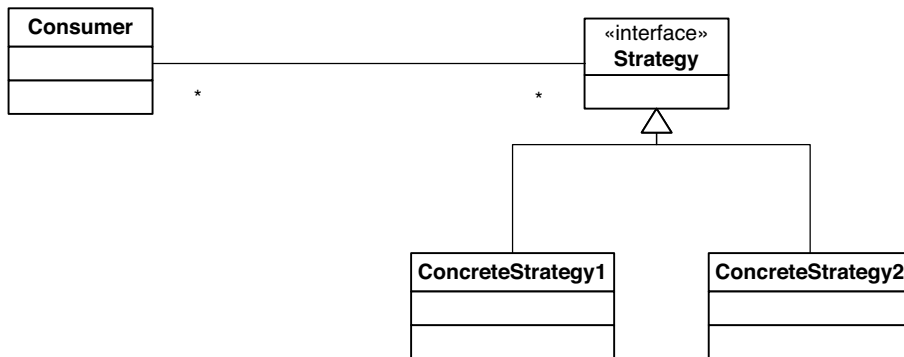 Consumer
«interface»
Strategy
*
*
ConcreteStrategy1
ConcreteStrategy2